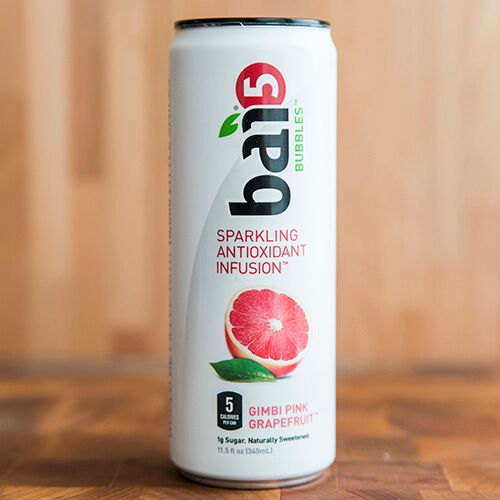 bai5®
BUBBLES™
SPARKLING
ANTIOXIDANT
INFUSION™
5
CALORIES
PER CAN
GIMBI PINK
GRAPEFRUIT™
1g Sugar. Naturally Sweetened.
11.5 fl oz (340mL)